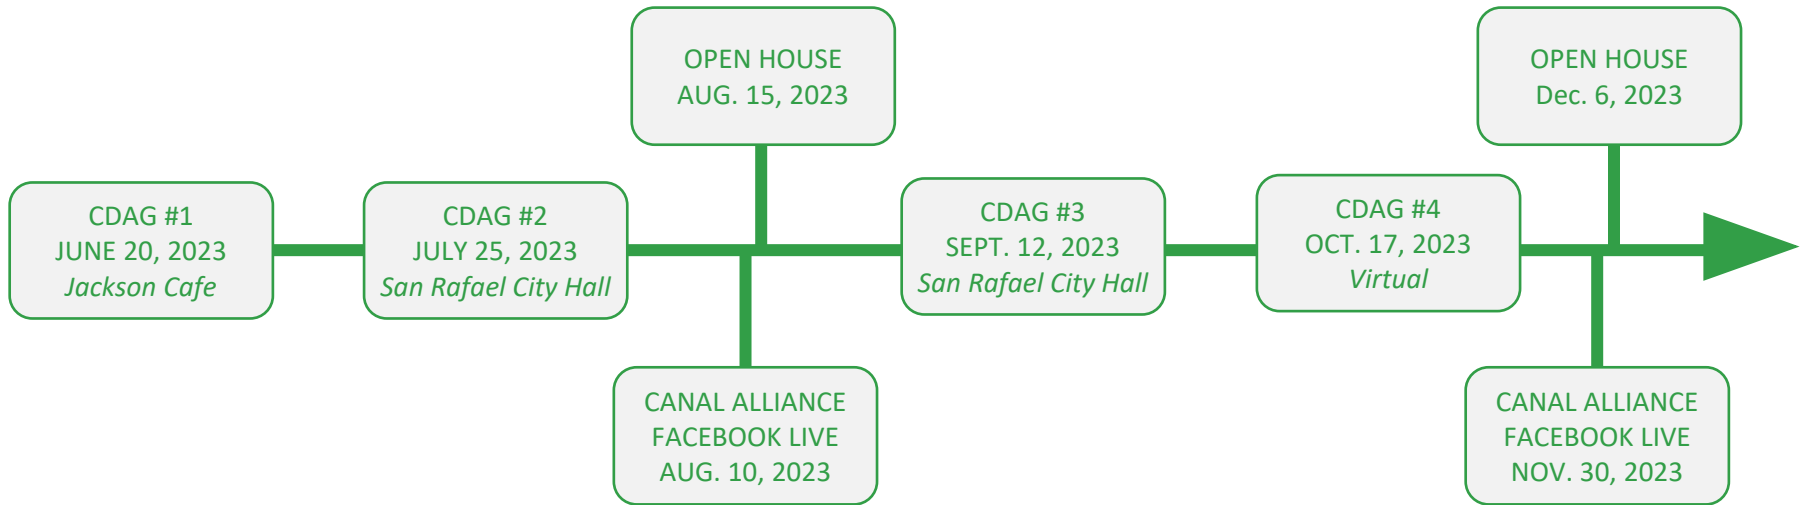 OPEN HOUSE
AUG. 15, 2023
OPEN HOUSE
Dec. 6, 2023
CDAG #1
JUNE 20, 2023
Jackson Cafe
CDAG #2
JULY 25, 2023
San Rafael City Hall
CDAG #3
SEPT. 12, 2023
San Rafael City Hall
CDAG #4
OCT. 17, 2023
Virtual
CANAL ALLIANCE
FACEBOOK LIVE
AUG. 10, 2023
CANAL ALLIANCE
FACEBOOK LIVE
NOV. 30, 2023